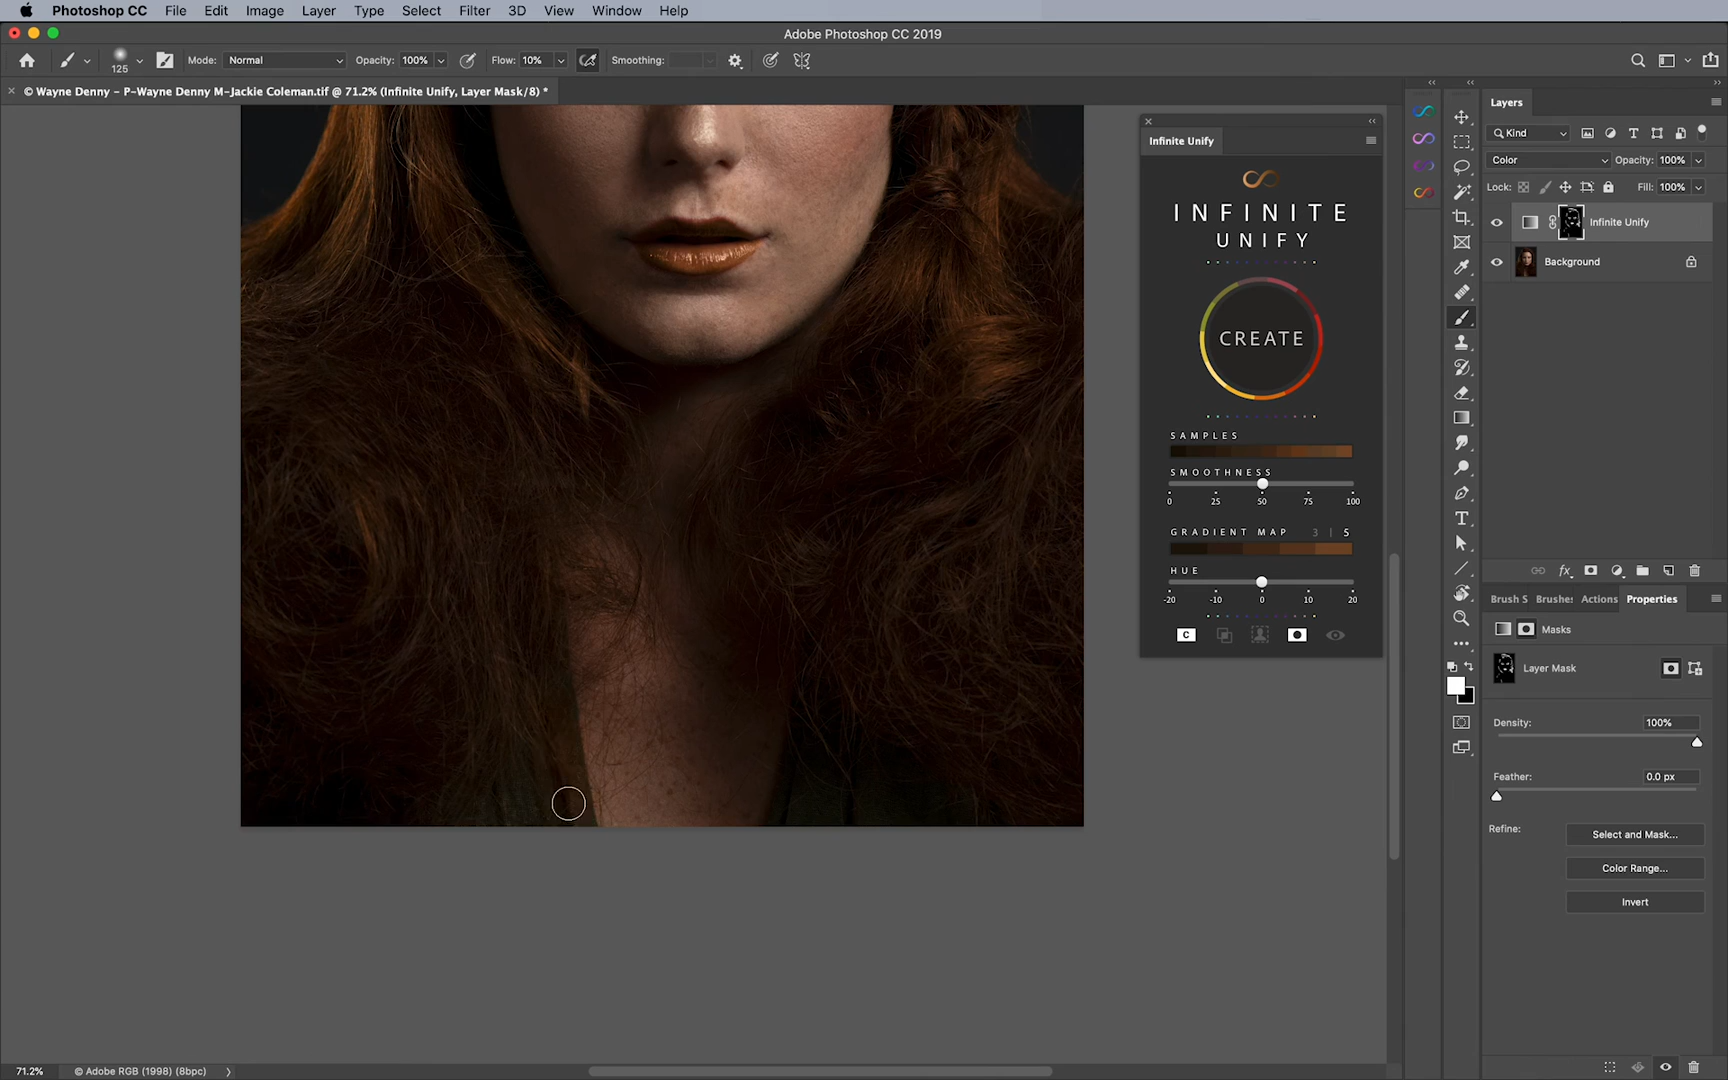 Photoshop CC File Edit Image Layer Type Select Filter 3D View Window Help
Adobe Photoshop CC 2019
125 Mode: Normal Opacity: 100% Flow: 10% Smoothing:
© Wayne Denny - P-Wayne Denny M-Jackie Coleman.tif @ 71.2% (Infinite Unify, Layer Mask/8) *
Infinite Unify
INFINITE
UNIFY
CREATE
SAMPLES
SMOOTHNESS
0 25 50 75 100
GRADIENT MAP 3 | 5
HUE
-20 -10 0 10 20
C
Layers
Kind
Color Opacity: 100%
Lock: Fill: 100%
Infinite Unify
Background
fx
Brush S Brushes Actions Properties
Masks
Layer Mask
Density: 100%
Feather: 0.0 px
Refine: Select and Mask...
Color Range...
Invert
71.2% © Adobe RGB (1998) (8bpc)